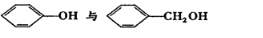 —OH 与 —CH₂OH